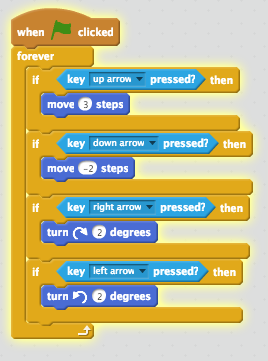 when clicked
forever
if key up arrow pressed? then
move 3 steps
if key down arrow pressed? then
move -2 steps
if key right arrow pressed? then
turn 2 degrees
if key left arrow pressed? then
turn 2 degrees